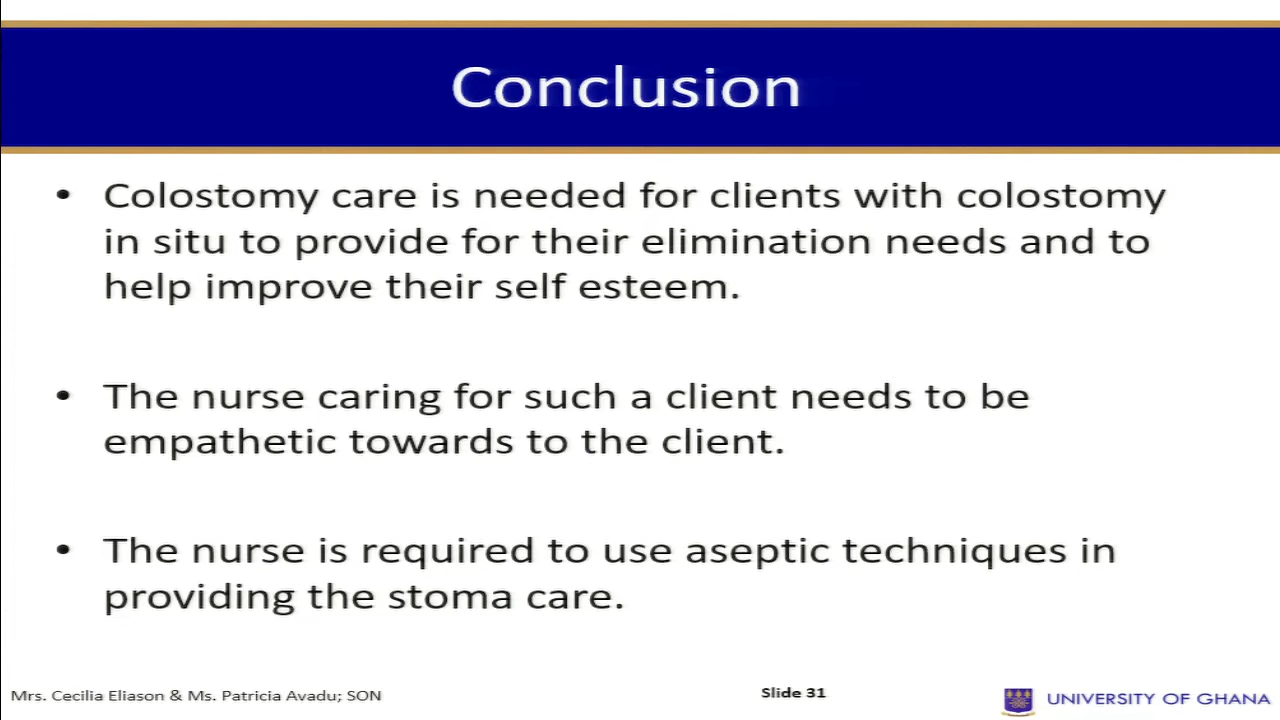 Conclusion
• Colostomy care is needed for clients with colostomy
in situ to provide for their elimination needs and to
help improve their self esteem.
• The nurse caring for such a client needs to be
empathetic towards to the client.
• The nurse is required to use aseptic techniques in
providing the stoma care.
Mrs. Cecilia Eliason & Ms. Patricia Avadu; SON
Slide 31
UNIVERSITY OF GHANA